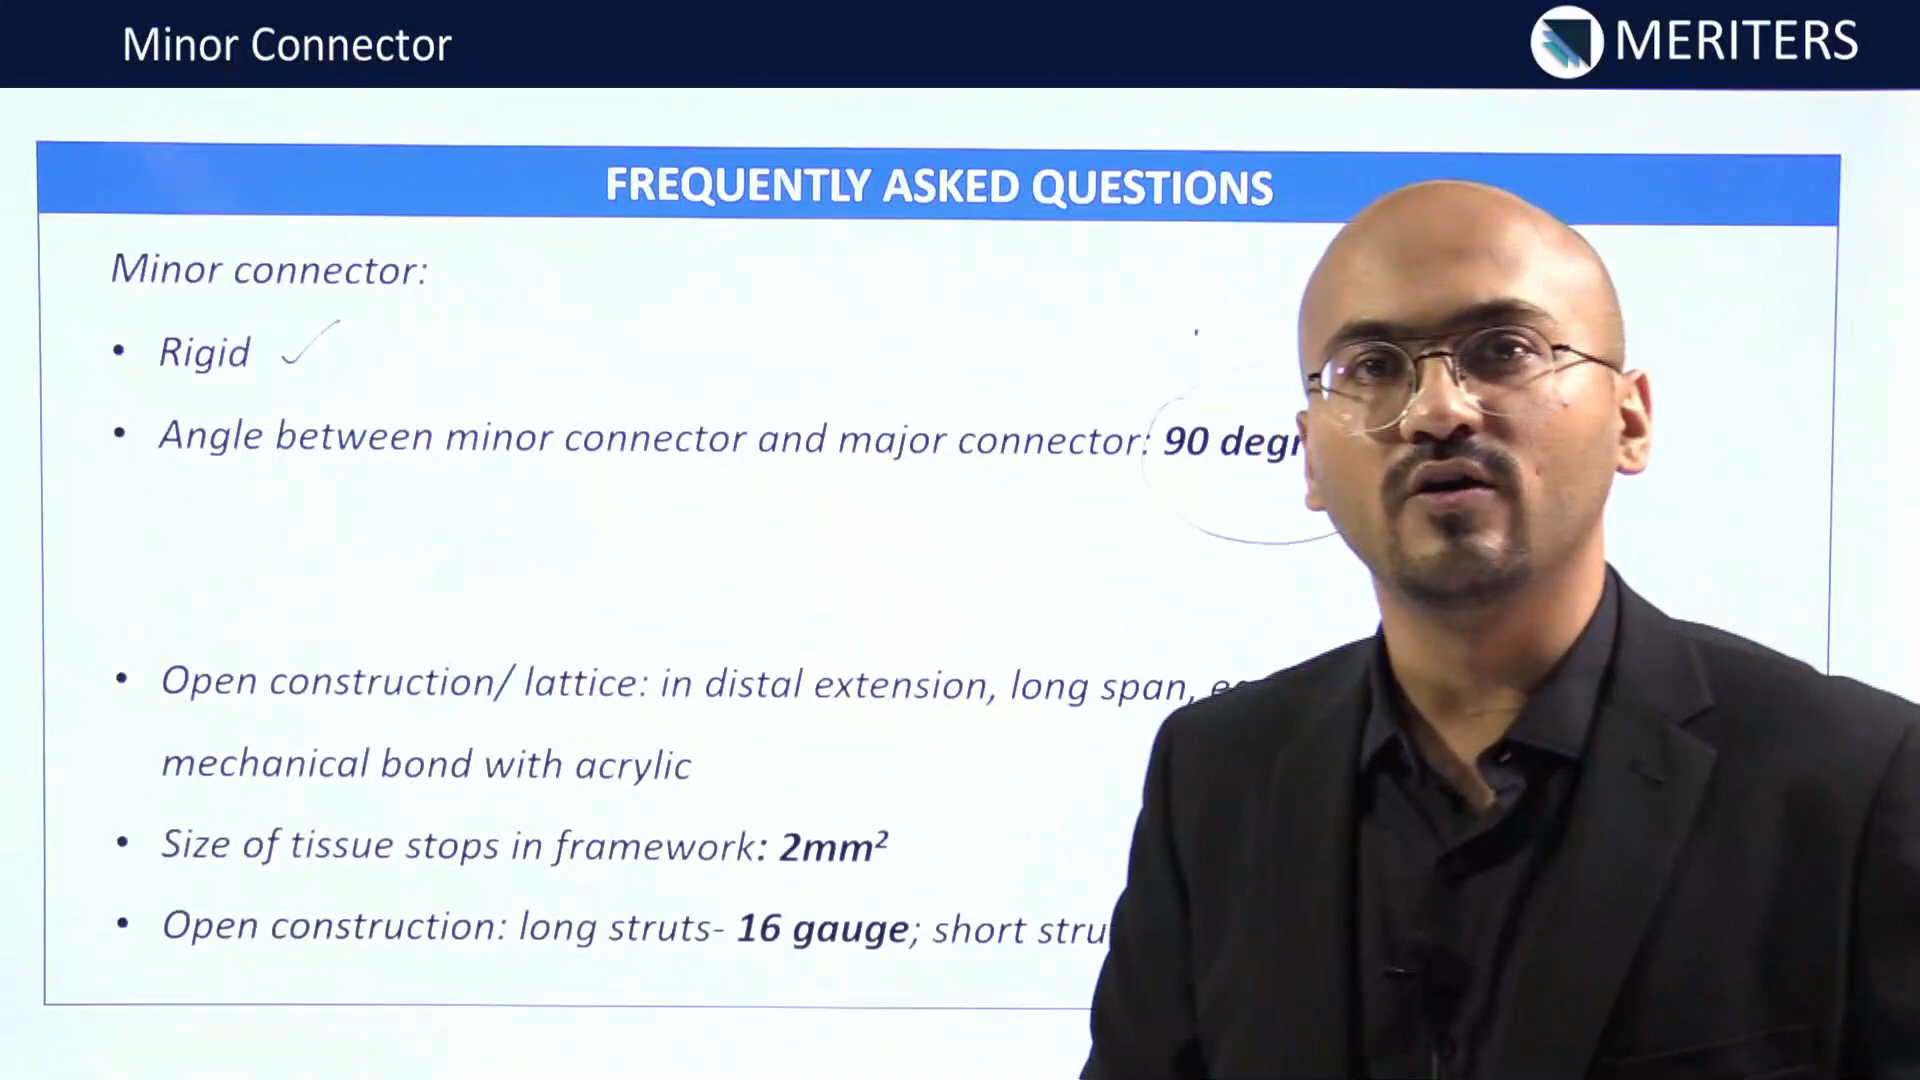 Minor Connector
MERITERS
FREQUENTLY ASKED QUESTIONS
Minor connector:
• Rigid
• Angle between minor connector and major connector: 90
• Open construction/ lattice: in distal extension, long span,
mechanical bond with acrylic
• Size of tissue stops in framework: 2mm²
• Open construction: long struts- 16 gauge; short